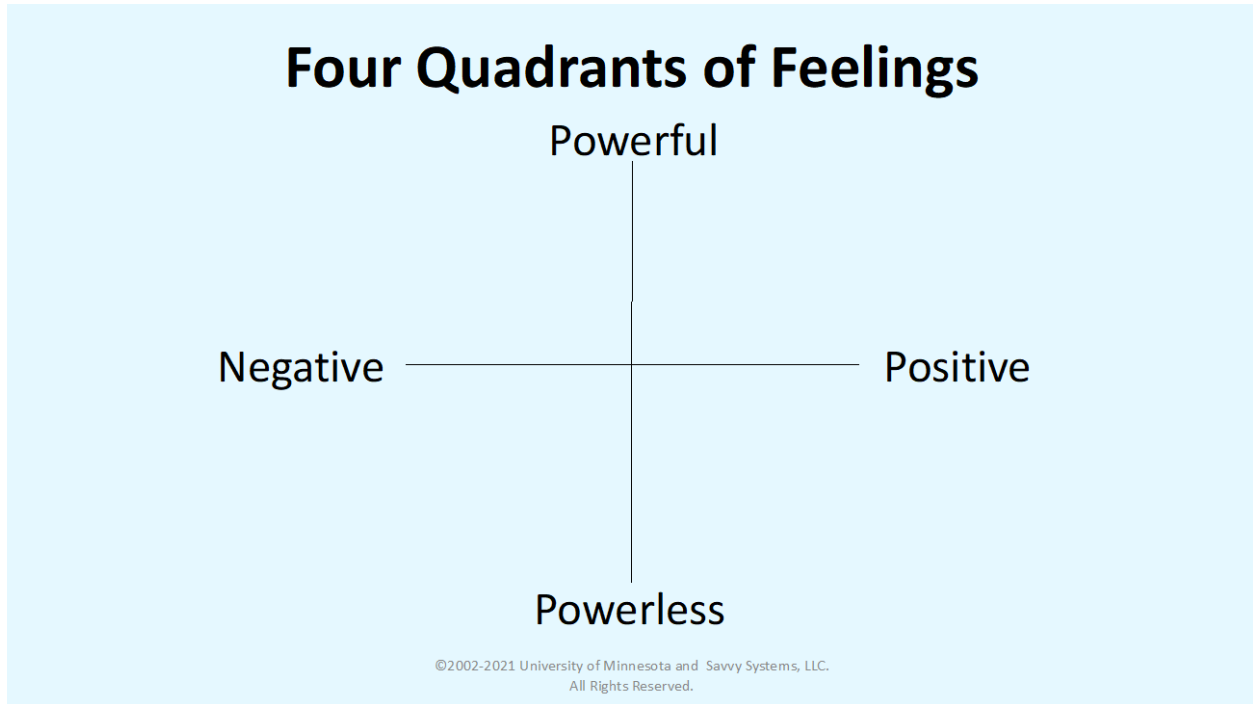 Four Quadrants of Feelings
Powerful
Negative Positive
Powerless
©2002-2021 University of Minnesota and Savvy Systems, LLC.
All Rights Reserved.